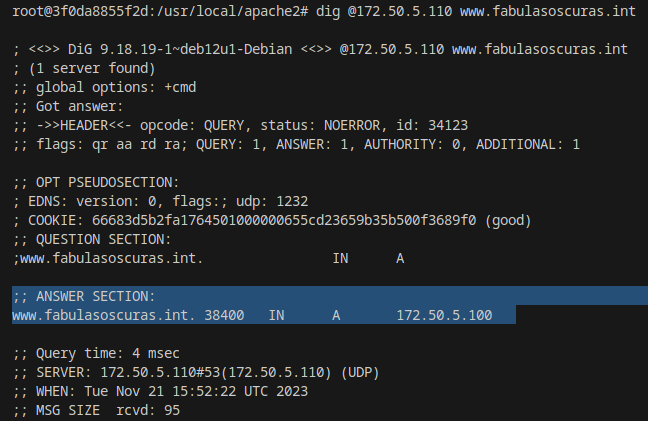 root@3f0da8855f2d:/usr/local/apache2# dig @172.50.5.110 www.fabulasoscuras.int

; <<>> DiG 9.18.19-1~deb12u1-Debian <<>> @172.50.5.110 www.fabulasoscuras.int
; (1 server found)
;; global options: +cmd
;; Got answer:
;; ->>HEADER<<- opcode: QUERY, status: NOERROR, id: 34123
;; flags: qr aa rd ra; QUERY: 1, ANSWER: 1, AUTHORITY: 0, ADDITIONAL: 1

;; OPT PSEUDOSECTION:
; EDNS: version: 0, flags:; udp: 1232
; COOKIE: 66683d5b2fa1764501000000655cd23659b35b500f3689f0 (good)
;; QUESTION SECTION:
;www.fabulasoscuras.int. IN A

;; ANSWER SECTION:
www.fabulasoscuras.int. 38400 IN A 172.50.5.100

;; Query time: 4 msec
;; SERVER: 172.50.5.110#53(172.50.5.110) (UDP)
;; WHEN: Tue Nov 21 15:52:22 UTC 2023
;; MSG SIZE rcvd: 95